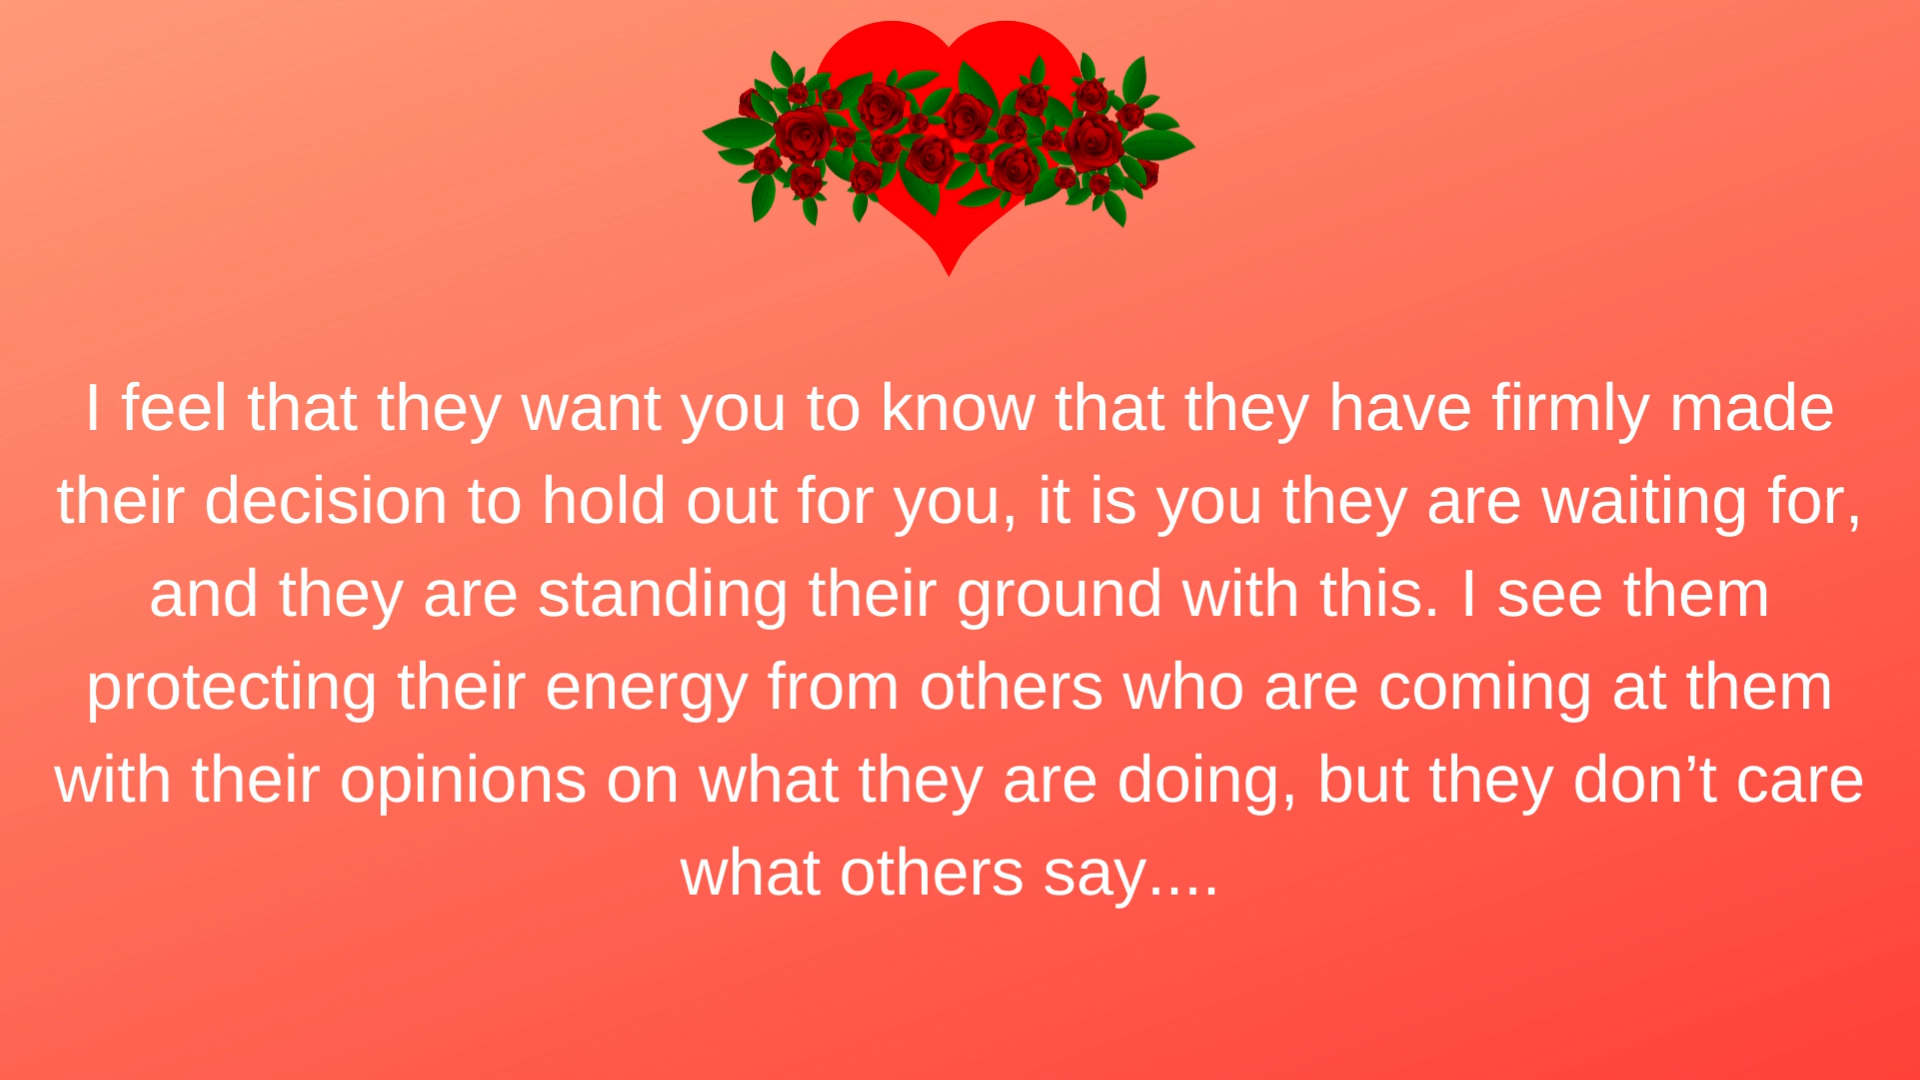 I feel that they want you to know that they have firmly made
their decision to hold out for you, it is you they are waiting for,
and they are standing their ground with this. I see them
protecting their energy from others who are coming at them
with their opinions on what they are doing, but they don’t care
what others say....